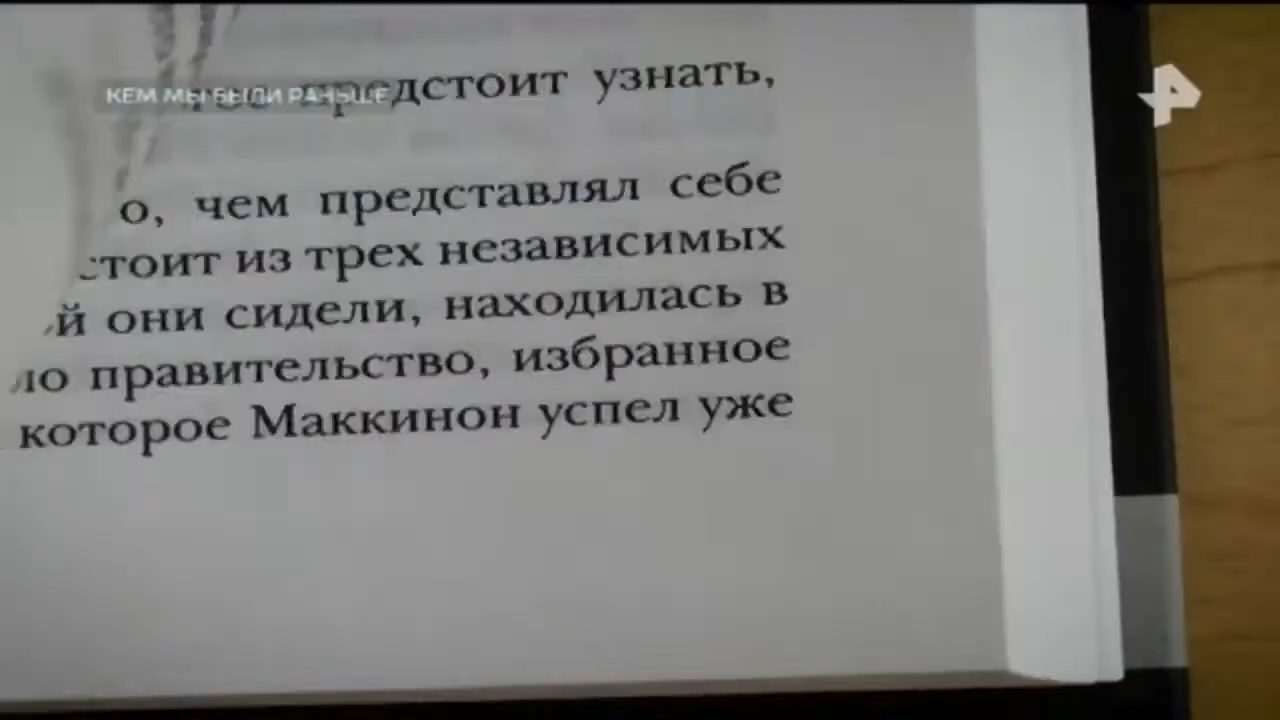 КЕМ МЫ БЫЛИ РАНЬШЕ
предстоит узнать,
о, чем представлял себе
стоит из трех независимых
й они сидели, находилась в
ло правительство, избранное
которое Маккинон успел уже